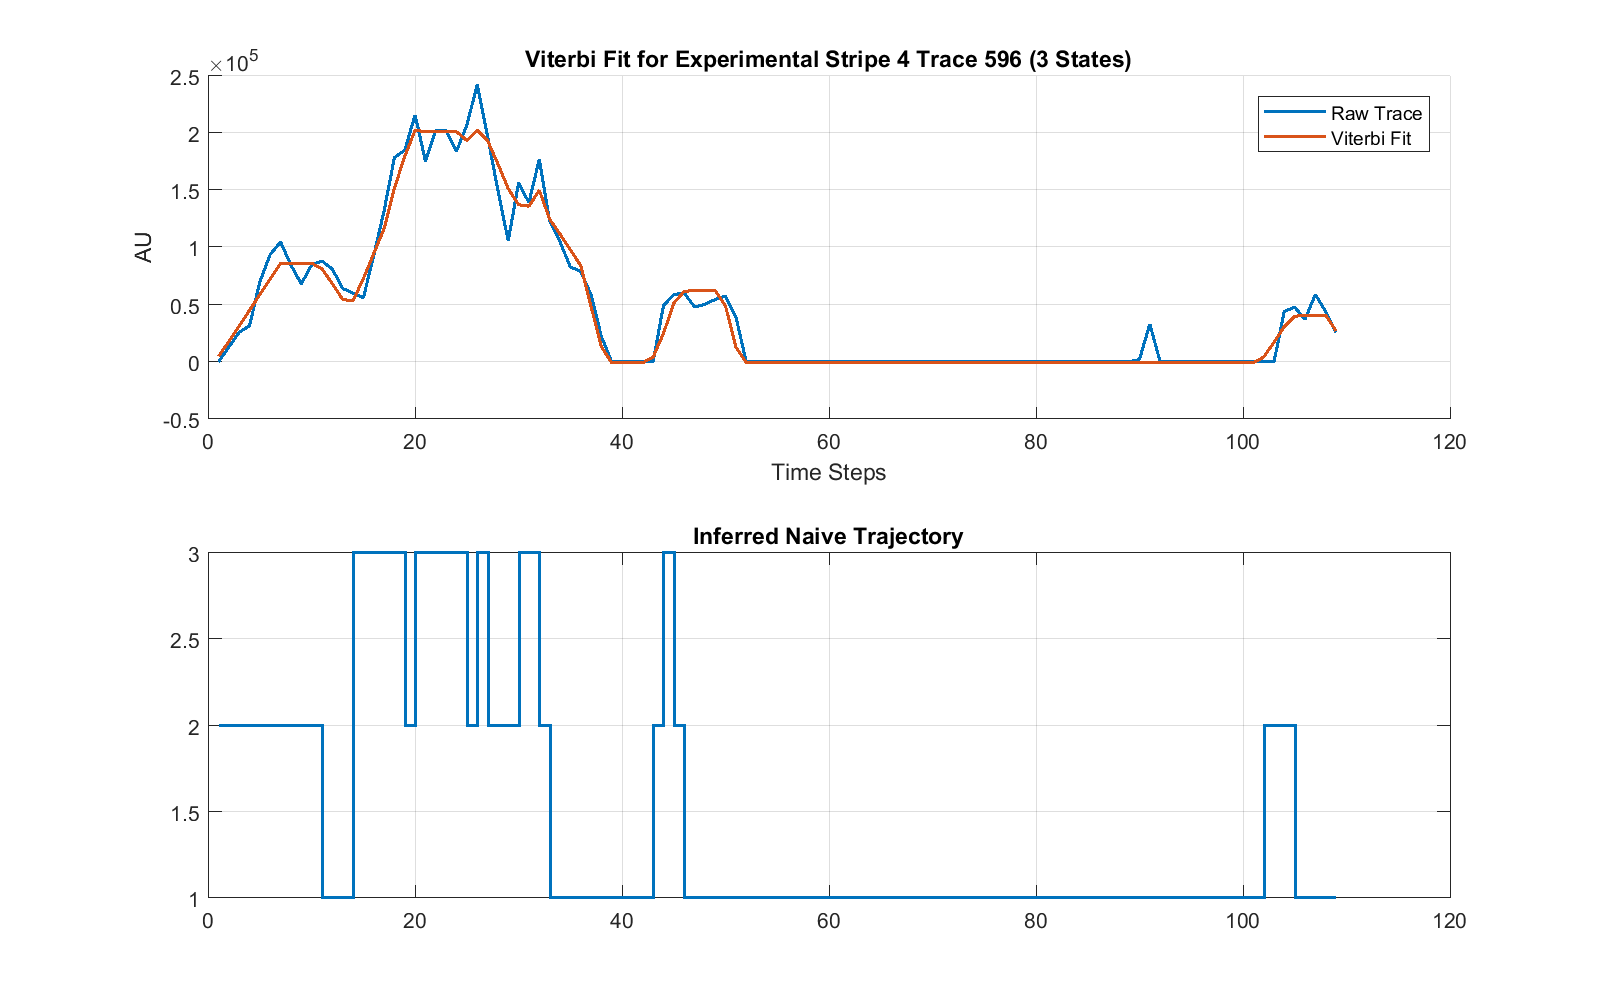 Viterbi Fit for Experimental Stripe 4 Trace 596 (3 States)
×10⁵
2.5
2
1.5
1
0.5
0
-0.5
AU
Raw Trace
Viterbi Fit
0 20 40 60 80 100 120
Time Steps
Inferred Naive Trajectory
3
2.5
2
1.5
1
0 20 40 60 80 100 120